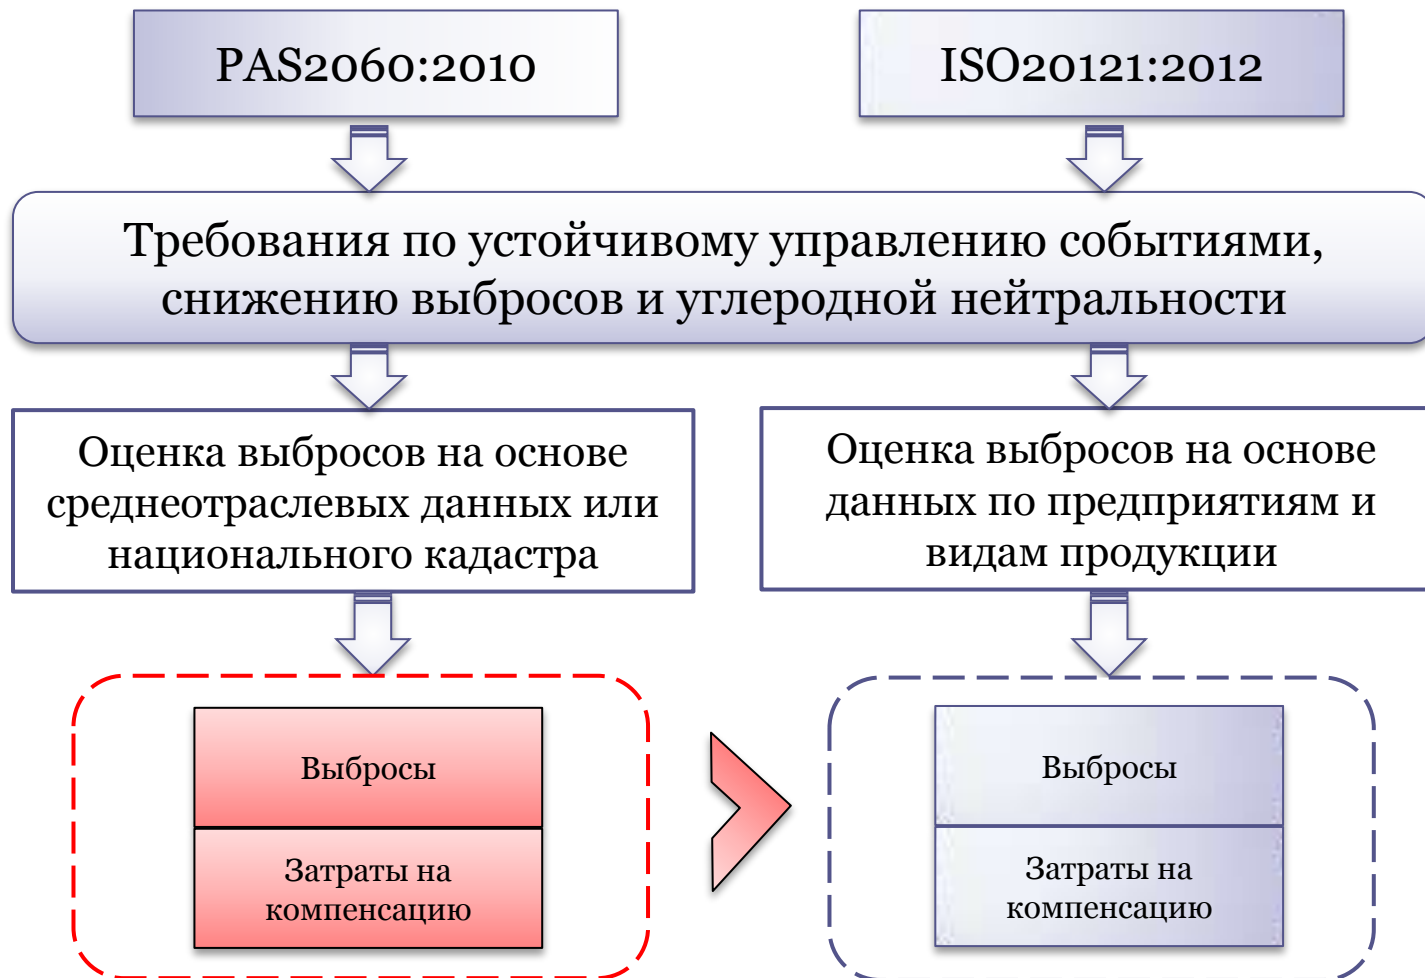 PAS2060:2010
ISO20121:2012
Требования по устойчивому управлению событиями,
снижению выбросов и углеродной нейтральности
Оценка выбросов на основе
среднеотраслевых данных или
национального кадастра
Оценка выбросов на основе
данных по предприятиям и
видам продукции
Выбросы
Затраты на
компенсацию
Выбросы
Затраты на
компенсацию